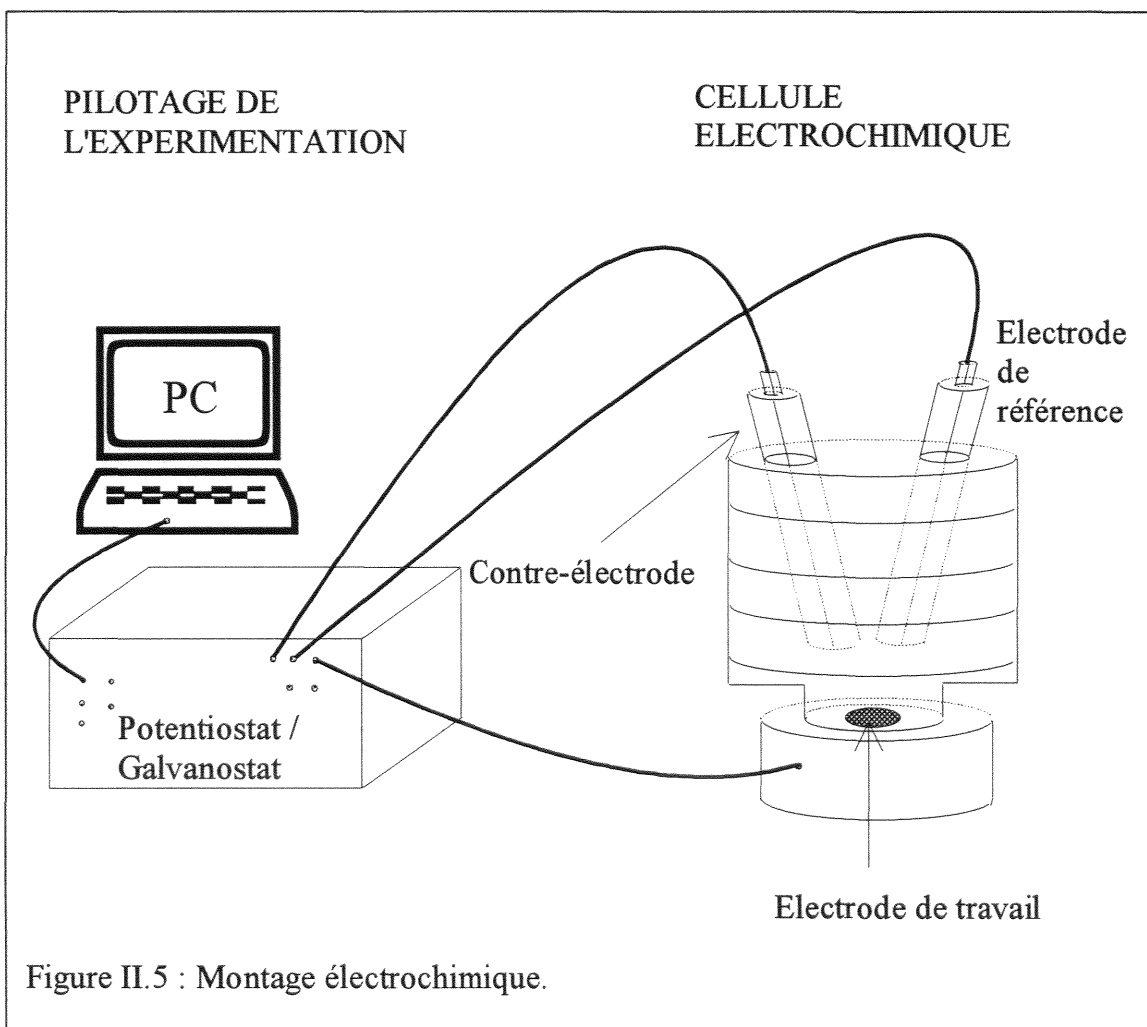 PILOTAGE DE
L'EXPERIMENTATION
CELLULE
ELECTROCHIMIQUE
PC
Electrode
de
référence
Contre-électrode
Potentiostat /
Galvanostat
Electrode de travail
Figure II.5 : Montage électrochimique.